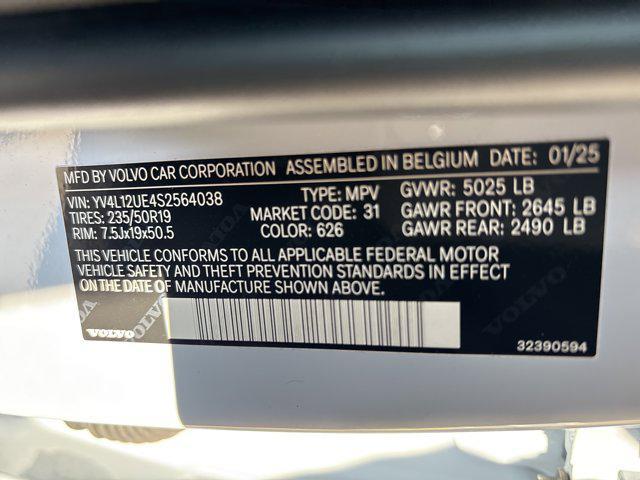 MFD BY VOLVO CAR CORPORATION ASSEMBLED IN BELGIUM DATE: 01/25
VIN: YV4L12UE4S2564038 TYPE: MPV GVWR: 5025 LB
TIRES: 235/50R19 MARKET CODE: 31 GAWR FRONT: 2645 LB
RIM: 7.5Jx19x50.5 COLOR: 626 GAWR REAR: 2490 LB
THIS VEHICLE CONFORMS TO ALL APPLICABLE FEDERAL MOTOR
VEHICLE SAFETY AND THEFT PREVENTION STANDARDS IN EFFECT
ON THE DATE OF MANUFACTURE SHOWN ABOVE.
VOLVO
32390594